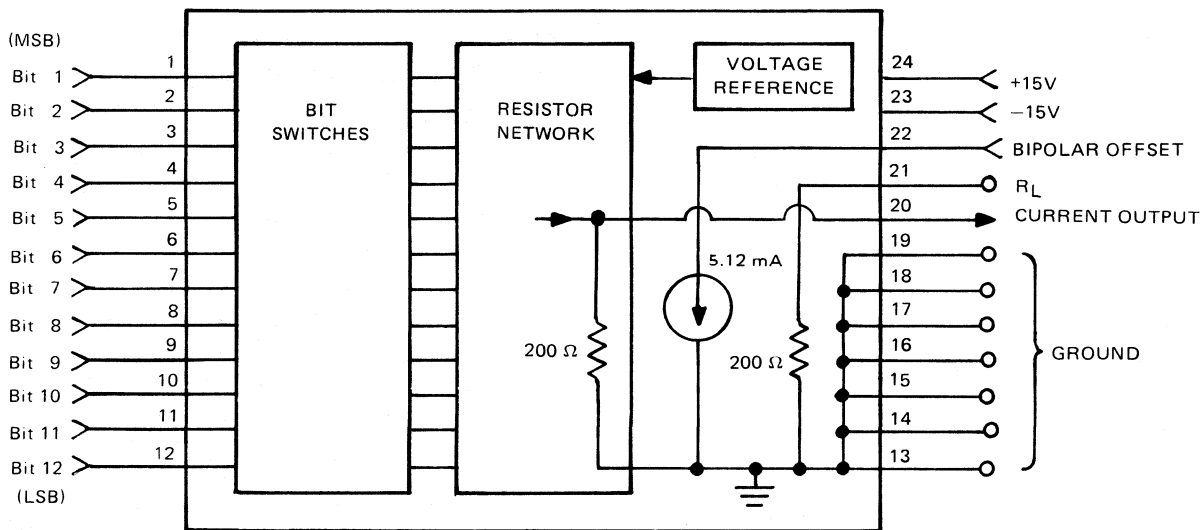 (MSB)
Bit 1 1
Bit 2 2
Bit 3 3
Bit 4 4
Bit 5 5
Bit 6 6
Bit 7 7
Bit 8 8
Bit 9 9
Bit 10 10
Bit 11 11
Bit 12 12
(LSB)
BIT
SWITCHES
RESISTOR
NETWORK
VOLTAGE
REFERENCE
200 Ω
5.12 mA
200 Ω
24 +15V
23 −15V
22 BIPOLAR OFFSET
21 RL
20 CURRENT OUTPUT
19
18
17
16
15
14
13
GROUND